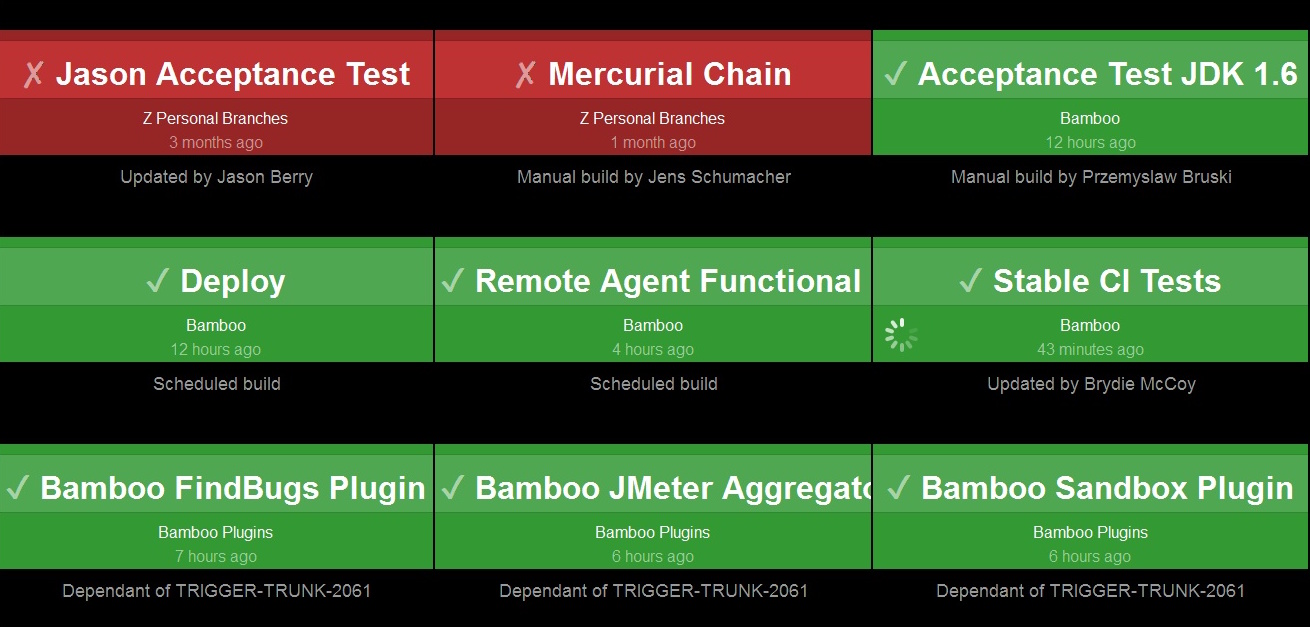 ✗ Jason Acceptance Test
Z Personal Branches
3 months ago
Updated by Jason Berry
✗ Mercurial Chain
Z Personal Branches
1 month ago
Manual build by Jens Schumacher
✓ Acceptance Test JDK 1.6
Bamboo
12 hours ago
Manual build by Przemyslaw Bruski
✓ Deploy
Bamboo
12 hours ago
Scheduled build
✓ Remote Agent Functional
Bamboo
4 hours ago
Scheduled build
✓ Stable CI Tests
Bamboo
43 minutes ago
Updated by Brydie McCoy
✓ Bamboo FindBugs Plugin
Bamboo Plugins
7 hours ago
Dependant of TRIGGER-TRUNK-2061
✓ Bamboo JMeter Aggregato
Bamboo Plugins
6 hours ago
Dependant of TRIGGER-TRUNK-2061
✓ Bamboo Sandbox Plugin
Bamboo Plugins
6 hours ago
Dependant of TRIGGER-TRUNK-2061